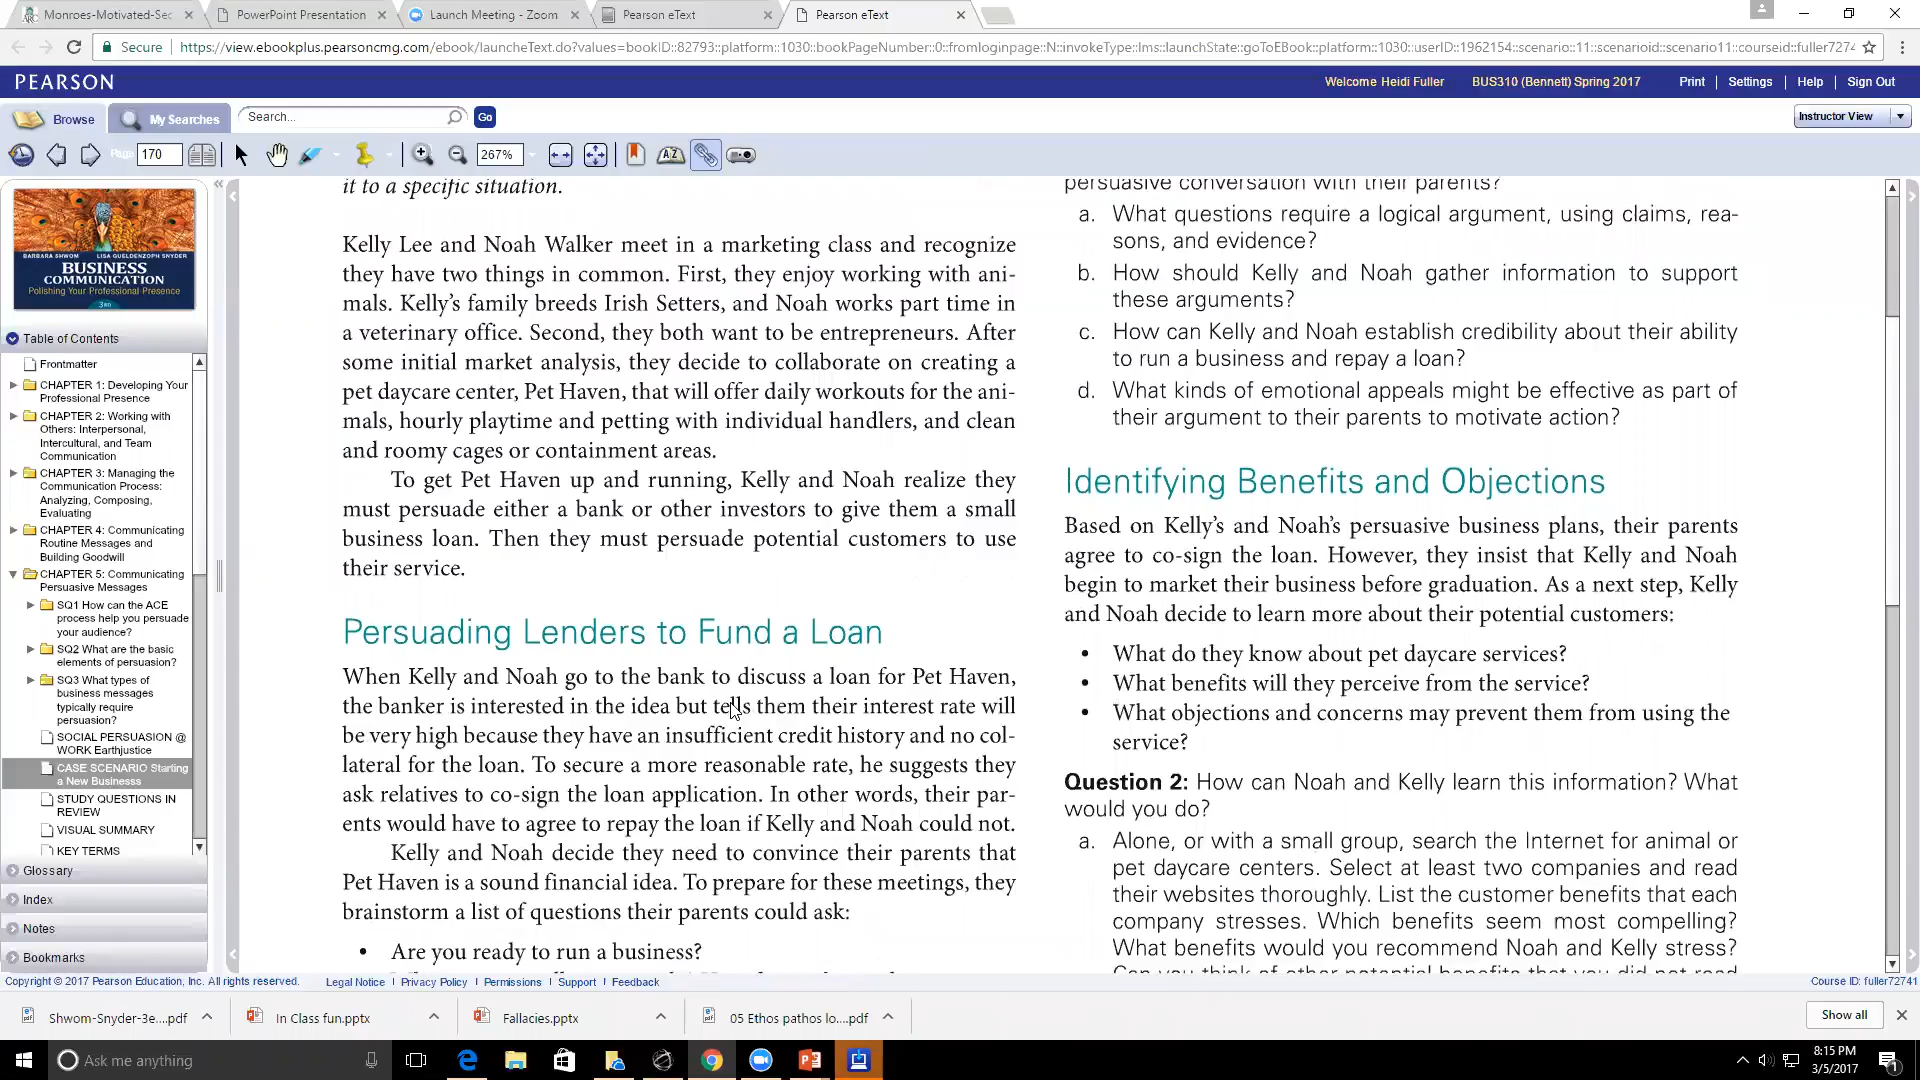 Monroes-Motivated-Sec
PowerPoint Presentation
Launch Meeting - Zoom
Pearson eText
Pearson eText
Secure
https://view.ebookplus.pearsoncmg.com/ebook/launcheText.do?values=bookID::82793::platform::1030::bookPageNumber::0::fromloginpage::N::invokeType::lms::launchState::goToEBook::platform::1030::userID::1962154::scenario::11::scenarioid::scenario11::courseid::fuller7274
PEARSON
Welcome Heidi Fuller
BUS310 (Bennett) Spring 2017
Print | Settings | Help | Sign Out
Browse
My Searches
Search...
Go
Instructor View
Page
170
267%
BARBARA SHWOM
LISA GUELDENZOPH SNYDER
BUSINESS
COMMUNICATION
Polishing Your Professional Presence
3RD
Table of Contents
Frontmatter
CHAPTER 1: Developing Your
Professional Presence
CHAPTER 2: Working with
Others: Interpersonal,
Intercultural, and Team
Communication
CHAPTER 3: Managing the
Communication Process:
Analyzing, Composing,
Evaluating
CHAPTER 4: Communicating
Routine Messages and
Building Goodwill
CHAPTER 5: Communicating
Persuasive Messages
SQ1 How can the ACE
process help you persuade
your audience?
SQ2 What are the basic
elements of persuasion?
SQ3 What types of
business messages
typically require
persuasion?
SOCIAL PERSUASION @
WORK Earthjustice
CASE SCENARIO Starting
a New Businesss
STUDY QUESTIONS IN
REVIEW
VISUAL SUMMARY
KEY TERMS
Glossary
Index
Notes
Bookmarks
it to a specific situation.
Kelly Lee and Noah Walker meet in a marketing class and recognize
they have two things in common. First, they enjoy working with ani-
mals. Kelly's family breeds Irish Setters, and Noah works part time in
a veterinary office. Second, they both want to be entrepreneurs. After
some initial market analysis, they decide to collaborate on creating a
pet daycare center, Pet Haven, that will offer daily workouts for the ani-
mals, hourly playtime and petting with individual handlers, and clean
and roomy cages or containment areas.
To get Pet Haven up and running, Kelly and Noah realize they
must persuade either a bank or other investors to give them a small
business loan. Then they must persuade potential customers to use
their service.
Persuading Lenders to Fund a Loan
When Kelly and Noah go to the bank to discuss a loan for Pet Haven,
the banker is interested in the idea but tells them their interest rate will
be very high because they have an insufficient credit history and no col-
lateral for the loan. To secure a more reasonable rate, he suggests they
ask relatives to co-sign the loan application. In other words, their par-
ents would have to agree to repay the loan if Kelly and Noah could not.
Kelly and Noah decide they need to convince their parents that
Pet Haven is a sound financial idea. To prepare for these meetings, they
brainstorm a list of questions their parents could ask:
• Are you ready to run a business?
persuasive conversation with their parents?
a. What questions require a logical argument, using claims, rea-
sons, and evidence?
b. How should Kelly and Noah gather information to support
these arguments?
c. How can Kelly and Noah establish credibility about their ability
to run a business and repay a loan?
d. What kinds of emotional appeals might be effective as part of
their argument to their parents to motivate action?
Identifying Benefits and Objections
Based on Kelly's and Noah's persuasive business plans, their parents
agree to co-sign the loan. However, they insist that Kelly and Noah
begin to market their business before graduation. As a next step, Kelly
and Noah decide to learn more about their potential customers:
• What do they know about pet daycare services?
• What benefits will they perceive from the service?
• What objections and concerns may prevent them from using the
service?
Question 2: How can Noah and Kelly learn this information? What
would you do?
a. Alone, or with a small group, search the Internet for animal or
pet daycare centers. Select at least two companies and read
their websites thoroughly. List the customer benefits that each
company stresses. Which benefits seem most compelling?
What benefits would you recommend Noah and Kelly stress?
Can you think of other potential benefits that you did not read
Copyright © 2017 Pearson Education, Inc. All rights reserved.
Legal Notice | Privacy Policy | Permissions | Support | Feedback
Course ID: fuller72741
Shwom-Snyder-3e....pdf
In Class fun.pptx
Fallacies.pptx
05 Ethos pathos lo....pdf
Show all
Ask me anything
8:15 PM
3/5/2017
1